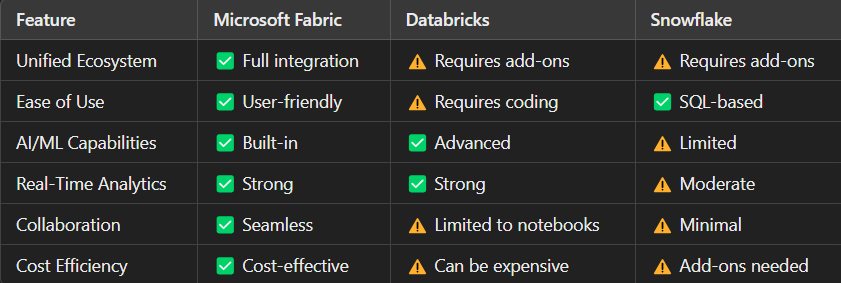 Feature Microsoft Fabric Databricks Snowflake
Unified Ecosystem ✅ Full integration ⚠️ Requires add-ons ⚠️ Requires add-ons
Ease of Use ✅ User-friendly ⚠️ Requires coding ✅ SQL-based
AI/ML Capabilities ✅ Built-in ✅ Advanced ⚠️ Limited
Real-Time Analytics ✅ Strong ✅ Strong ⚠️ Moderate
Collaboration ✅ Seamless ⚠️ Limited to notebooks ⚠️ Minimal
Cost Efficiency ✅ Cost-effective ⚠️ Can be expensive ⚠️ Add-ons needed